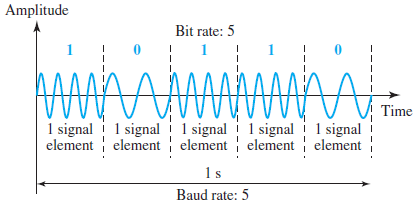 Amplitude
Bit rate: 5
1 0 1 1 0
Time
1 signal 1 signal 1 signal 1 signal 1 signal
element element element element element
1 s
Baud rate: 5